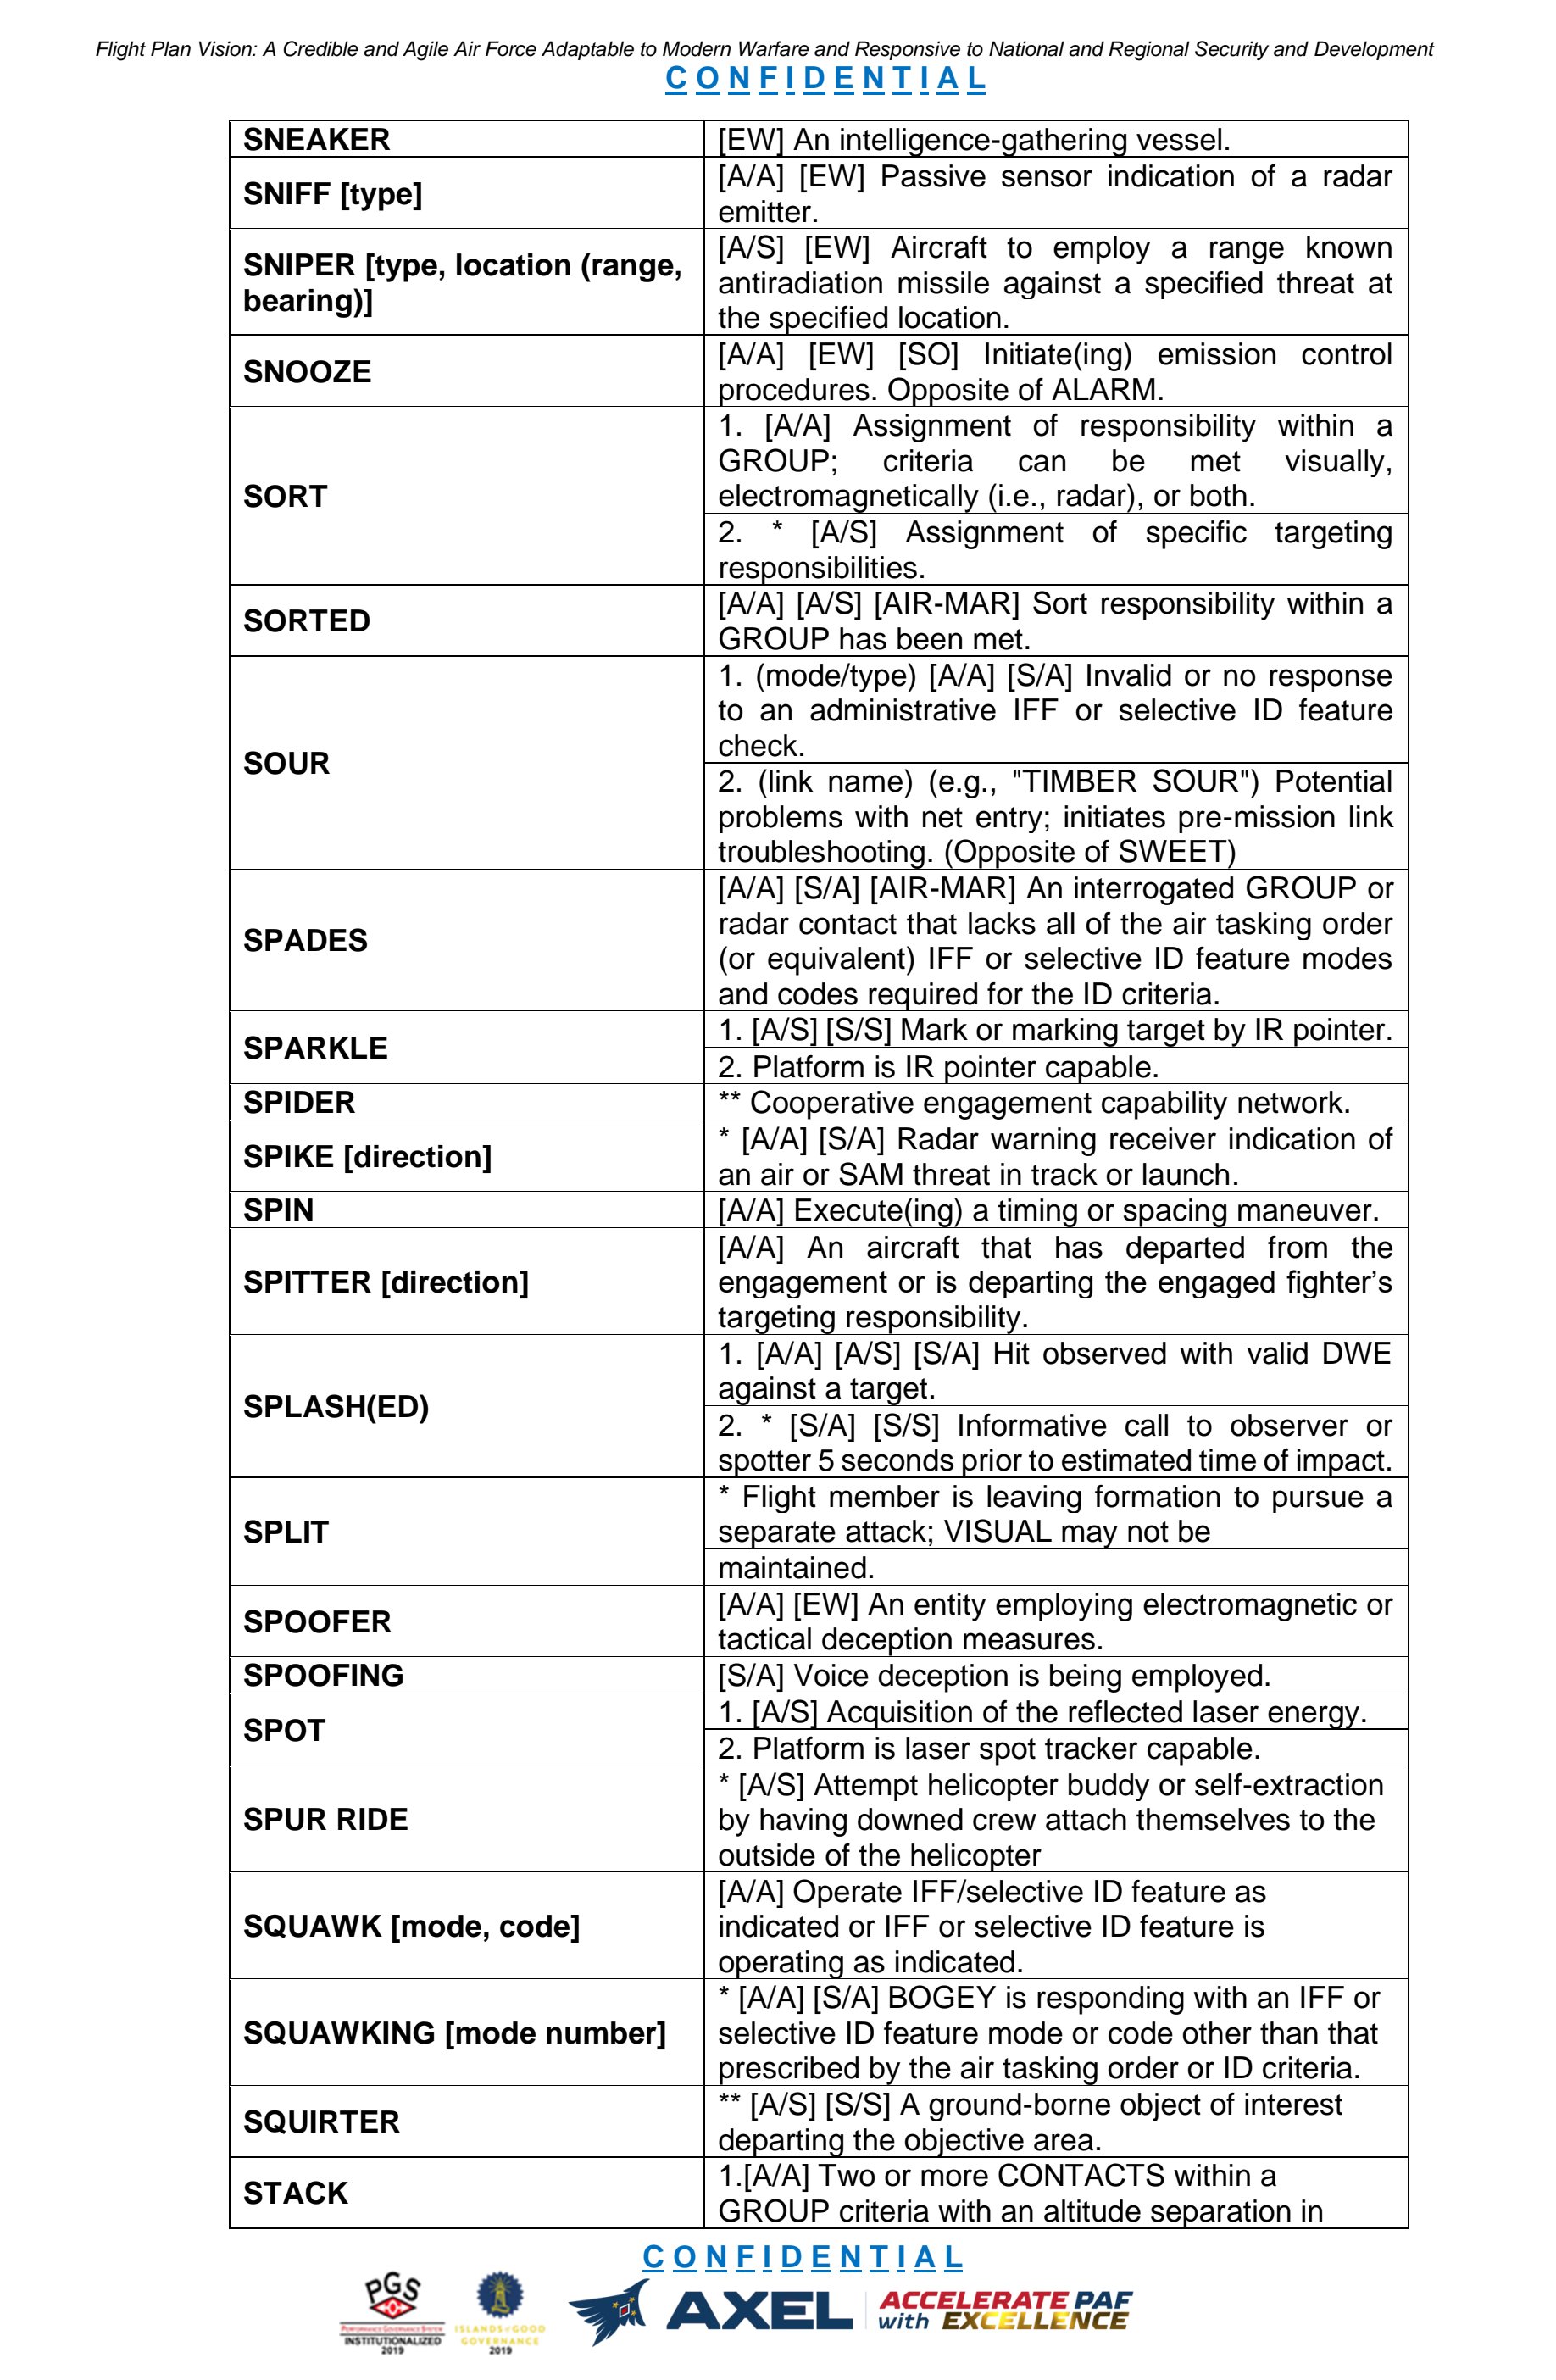 Flight Plan Vision: A Credible and Agile Air Force Adaptable to Modern Warfare and Responsive to National and Regional Security and Development
CONFIDENTIAL
SNEAKER
[EW] An intelligence-gathering vessel.
SNIFF [type]
[A/A] [EW] Passive sensor indication of a radar
emitter.
SNIPER [type, location (range,
bearing)]
[A/S] [EW] Aircraft to employ a range known
antiradiation missile against a specified threat at
the specified location.
SNOOZE
[A/A] [EW] [SO] Initiate(ing) emission control
procedures. Opposite of ALARM.
SORT
1. [A/A] Assignment of responsibility within a
GROUP; criteria can be met visually,
electromagnetically (i.e., radar), or both.
2. * [A/S] Assignment of specific targeting
responsibilities.
SORTED
[A/A] [A/S] [AIR-MAR] Sort responsibility within a
GROUP has been met.
SOUR
1. (mode/type) [A/A] [S/A] Invalid or no response
to an administrative IFF or selective ID feature
check.
2. (link name) (e.g., "TIMBER SOUR") Potential
problems with net entry; initiates pre-mission link
troubleshooting. (Opposite of SWEET)
SPADES
[A/A] [S/A] [AIR-MAR] An interrogated GROUP or
radar contact that lacks all of the air tasking order
(or equivalent) IFF or selective ID feature modes
and codes required for the ID criteria.
SPARKLE
1. [A/S] [S/S] Mark or marking target by IR pointer.
2. Platform is IR pointer capable.
SPIDER
** Cooperative engagement capability network.
SPIKE [direction]
* [A/A] [S/A] Radar warning receiver indication of
an air or SAM threat in track or launch.
SPIN
[A/A] Execute(ing) a timing or spacing maneuver.
SPITTER [direction]
[A/A] An aircraft that has departed from the
engagement or is departing the engaged fighter’s
targeting responsibility.
SPLASH(ED)
1. [A/A] [A/S] [S/A] Hit observed with valid DWE
against a target.
2. * [S/A] [S/S] Informative call to observer or
spotter 5 seconds prior to estimated time of impact.
SPLIT
* Flight member is leaving formation to pursue a
separate attack; VISUAL may not be
maintained.
SPOOFER
[A/A] [EW] An entity employing electromagnetic or
tactical deception measures.
SPOOFING
[S/A] Voice deception is being employed.
SPOT
1. [A/S] Acquisition of the reflected laser energy.
2. Platform is laser spot tracker capable.
SPUR RIDE
* [A/S] Attempt helicopter buddy or self-extraction
by having downed crew attach themselves to the
outside of the helicopter
SQUAWK [mode, code]
[A/A] Operate IFF/selective ID feature as
indicated or IFF or selective ID feature is
operating as indicated.
SQUAWKING [mode number]
* [A/A] [S/A] BOGEY is responding with an IFF or
selective ID feature mode or code other than that
prescribed by the air tasking order or ID criteria.
SQUIRTER
** [A/S] [S/S] A ground-borne object of interest
departing the objective area.
STACK
1.[A/A] Two or more CONTACTS within a
GROUP criteria with an altitude separation in
CONFIDENTIAL
PGS
PERFORMANCE GOVERNANCE SYSTEM
INSTITUTIONALIZED
2019
ISLANDS of GOOD
GOVERNANCE
2019
AXEL
ACCELERATE PAF
with EXCELLENCE